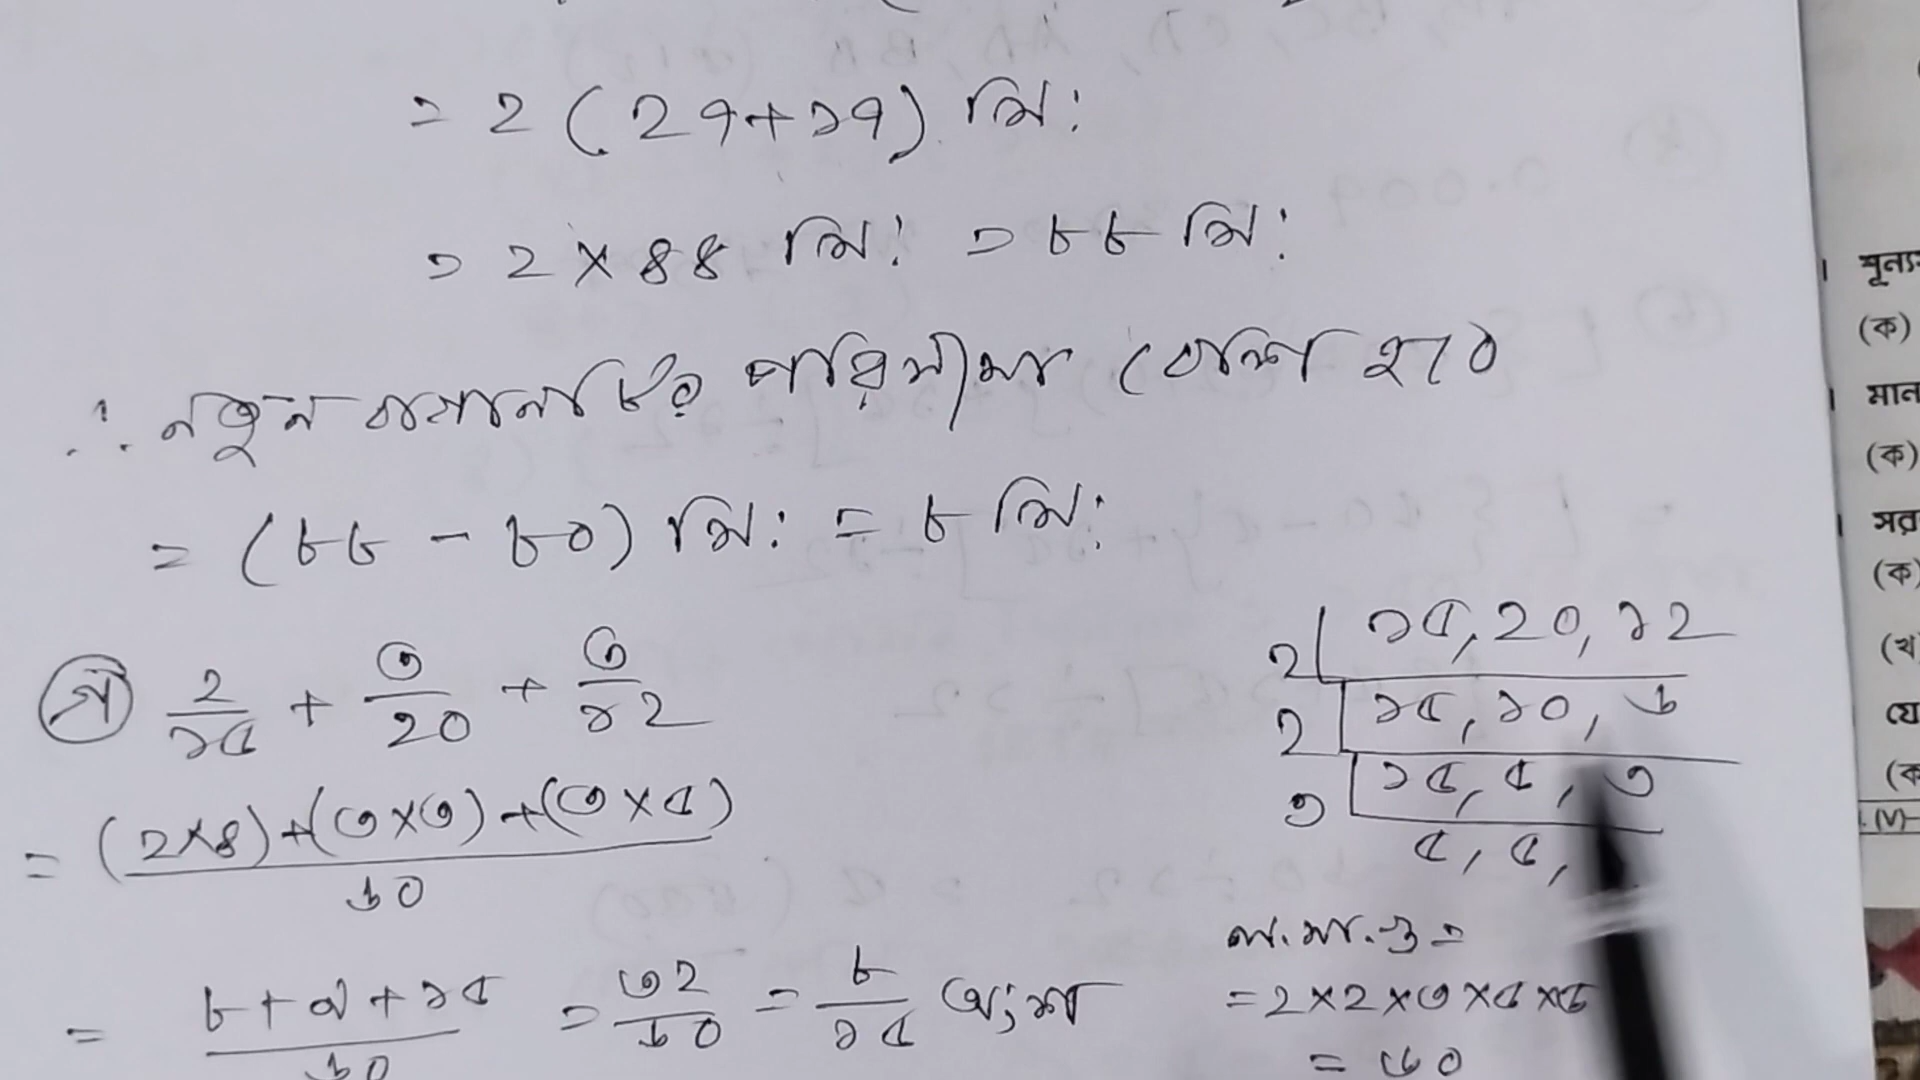 = ২ (২৭+১৭) মি:
= ২ × ৪৪ মি: = ৮৮ মি:
∴ নতুন বাগানটির পরিসীমা বেশি হবে
= (৮৮ - ৮০) মি: = ৮ মি:
(গ) ২/১৫ + ৩/২০ + ৩/১২
= (২×৪)+(৩×৩)+(৩×৫) / ৬০
= ৮+৯+১৫ / ৬০ = ৩২/৬০ = ৮/১৫ অংশ
২ | ১৫, ২০, ১২
২ | ১৫, ১০, ৬
৩ | ১৫, ৫, ৩
৫, ৫,
ল.সা.গু =
= ২×২×৩×৫×
= ৬০
(ক)
মান
(ক)
(ক)
(খ)
যে